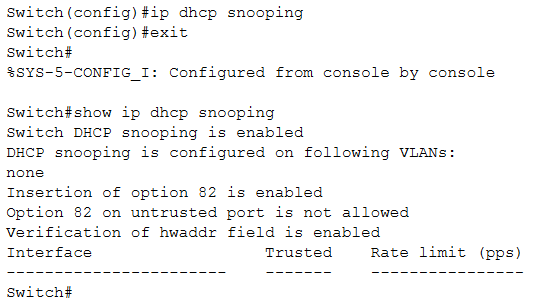 Switch(config)#ip dhcp snooping
Switch(config)#exit
Switch#
%SYS-5-CONFIG_I: Configured from console by console
Switch#show ip dhcp snooping
Switch DHCP snooping is enabled
DHCP snooping is configured on following VLANs:
none
Insertion of option 82 is enabled
Option 82 on untrusted port is not allowed
Verification of hwaddr field is enabled
Interface                  Trusted    Rate limit (pps)
-----------------------    -------    ----------------
Switch#